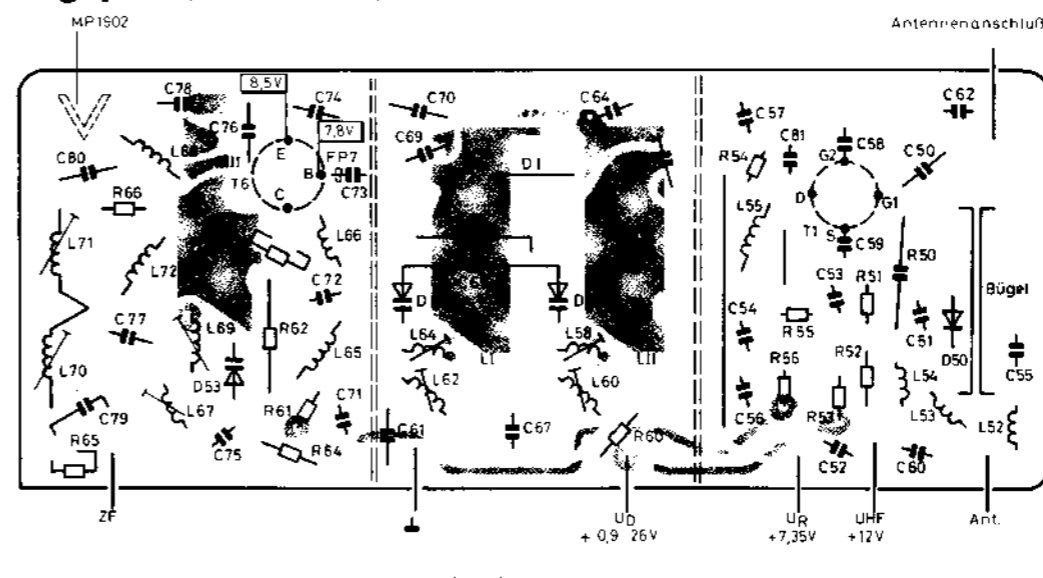 MP1902
Antennenanschluß
8,5V
C78
C76
C74
7,8V
C70
C64
C62
C57
C81
C58
C69
C80
E
FP7
B
C73
T6
C
D1
R54
G2
C50
D
G1
T1
S
C59
R66
L71
L72
L66
L55
C72
C53
R51
R50
Bügel
C77
L69
R62
L65
D
D
L64
L58
LI
LII
C54
R55
C51
D50
L70
D53
L62
L60
R56
R52
L54
C55
C79
L67
R61
C71
C61
C67
R60
C56
L53
L52
R65
C75
R64
C52
C60
ZF
UD
+ 0,9 26V
UR
+7,35V
UHF
+12V
Ant.